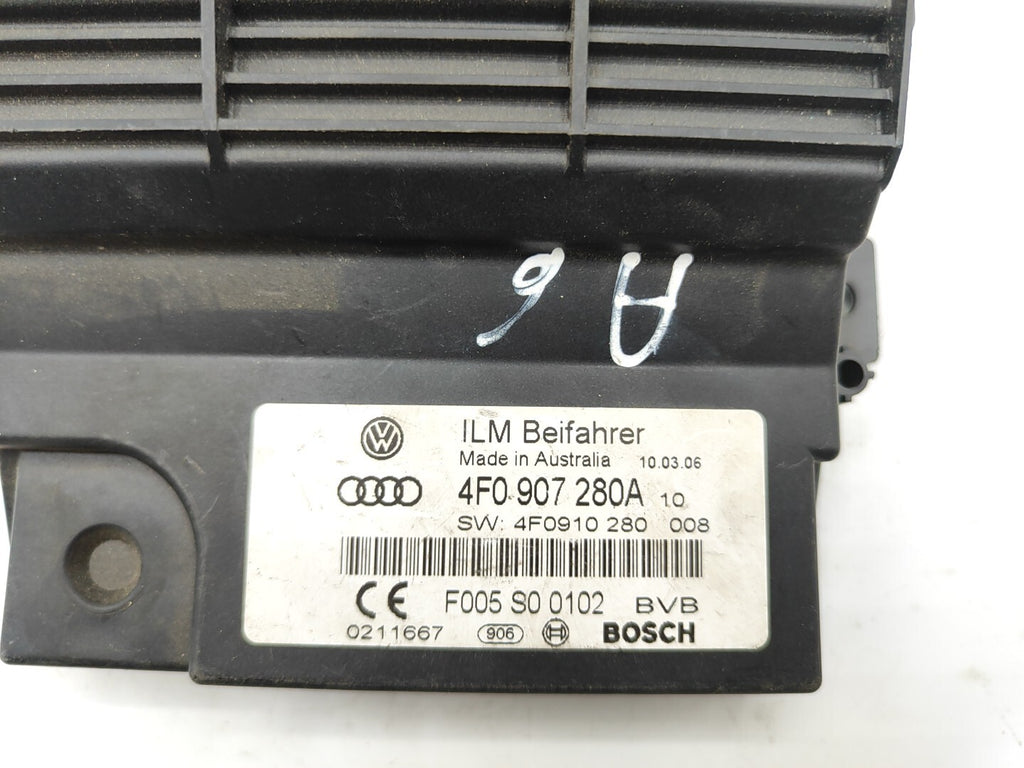 A6
ILM Beifahrer
Made in Australia 10.03.06
4F0 907 280A 10
SW: 4F0910 280 008
F005 S0 0102 BVB
0211667 906 BOSCH